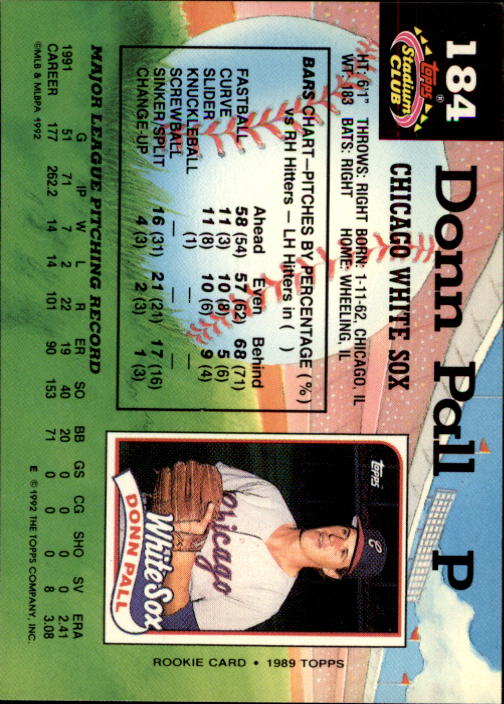 184
Topps®
Stadium
CLUB
Donn Pall P
CHICAGO WHITE SOX
HT: 6'1" THROWS: RIGHT BORN: 1-11-62, CHICAGO, IL
WT: 183 BATS: RIGHT HOME: WHEELING, IL
BARS CHART—PITCHES BY PERCENTAGE (%)
vs RH Hitters — LH Hitters in ( )
Ahead Even Behind
FASTBALL 58 (54) 57 (62) 68 (71)
CURVE 11 (3) 10 (8) 5 (6)
SLIDER 11 (8) 10 (6) 9 (4)
KNUCKLEBALL (1) — —
SCREWBALL — — —
SINKER/SPLIT 16 (31) 21 (21) 17 (16)
CHANGE-UP 4 (3) 2 (3) 1 (3)
TOPPS
Chicago
White Sox
DONN PALL
ROOKIE CARD • 1989 TOPPS
MAJOR LEAGUE PITCHING RECORD
G IP W L R ER SO BB GS CG SHO SV ERA
1991 51 71 7 2 22 19 40 20 0 0 0 0 2.41
CAREER 177 262.2 14 14 101 90 153 71 0 0 0 8 3.08
©MLB & MLBPA 1992
E ©1992 THE TOPPS COMPANY, INC.